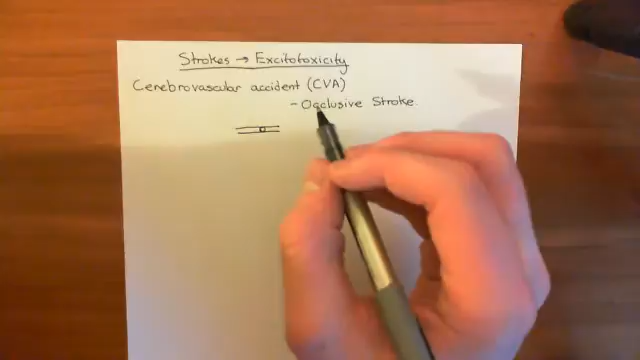 Strokes → Excitotoxicity
Cerebrovascular accident (CVA)
- Occlusive Stroke.